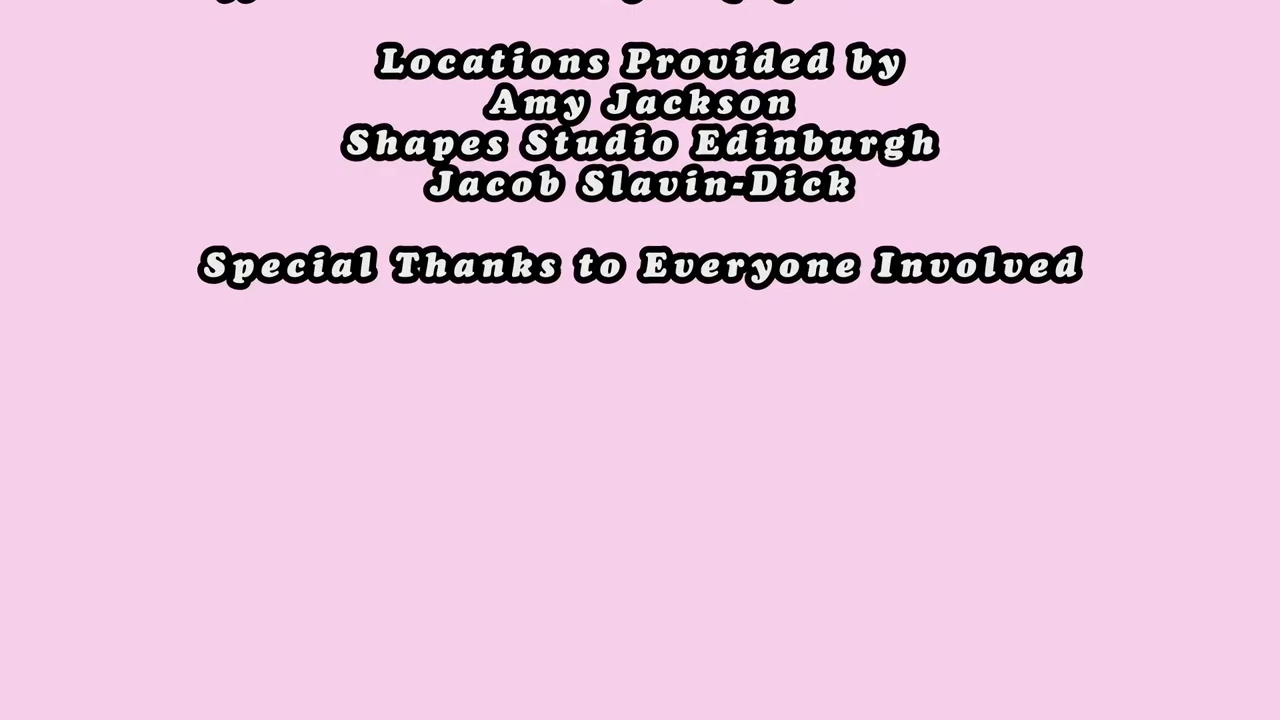 Locations Provided by
Amy Jackson
Shapes Studio Edinburgh
Jacob Slavin-Dick
Special Thanks to Everyone Involved